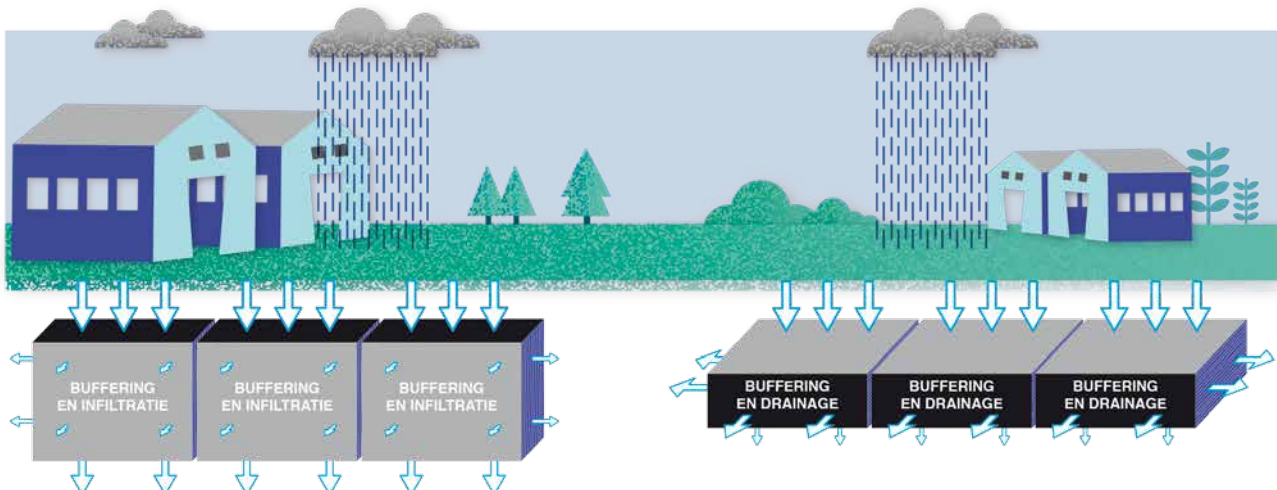 BUFFERING
EN INFILTRATIE
BUFFERING
EN INFILTRATIE
BUFFERING
EN INFILTRATIE
BUFFERING
EN DRAINAGE
BUFFERING
EN DRAINAGE
BUFFERING
EN DRAINAGE